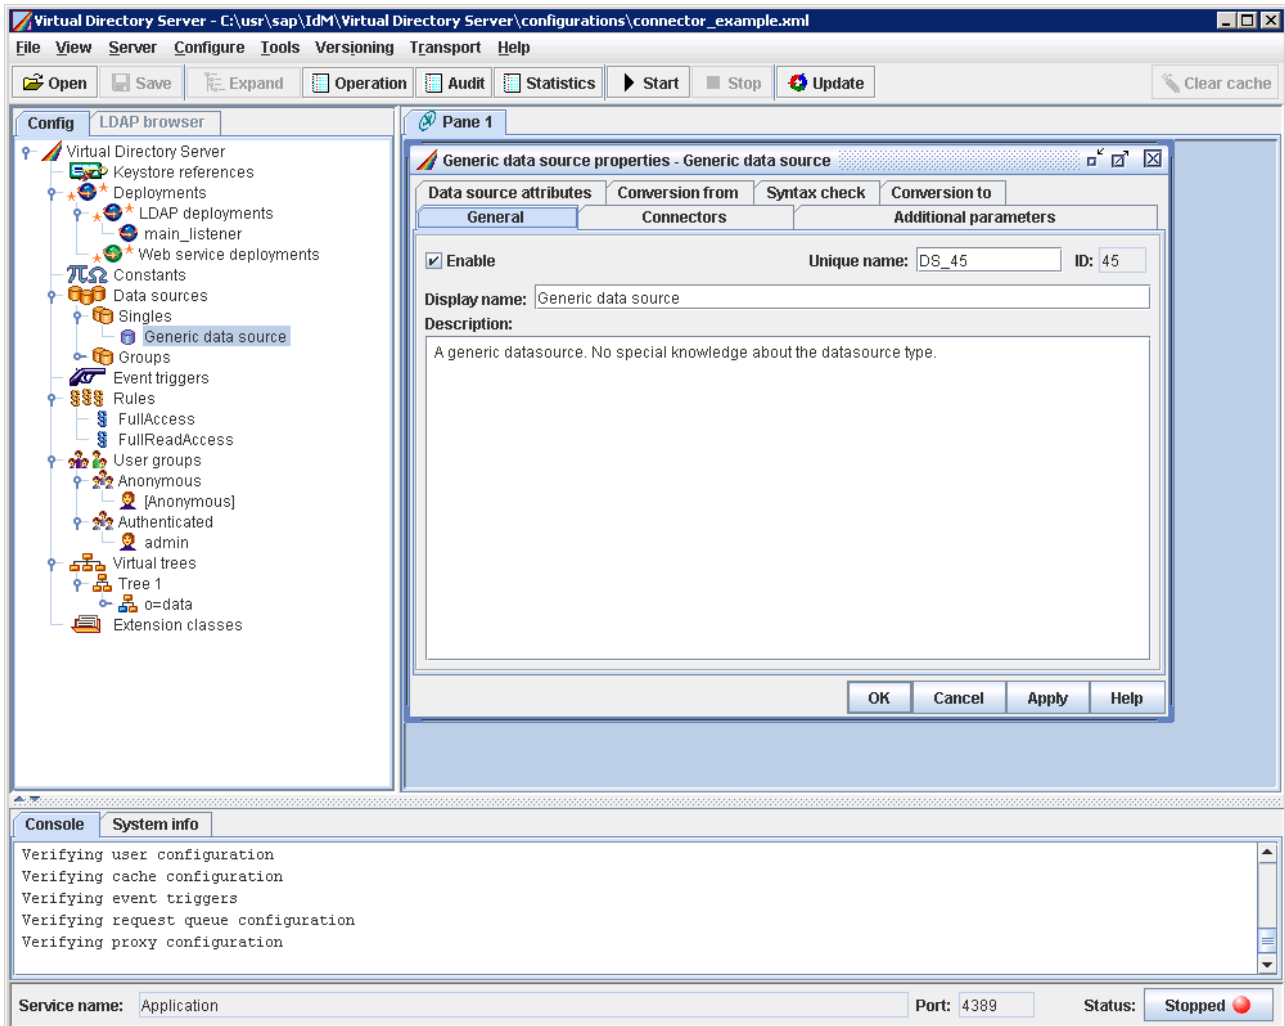 Virtual Directory Server - C:\usr\sap\IdM\Virtual Directory Server\configurations\connector_example.xml
File View Server Configure Tools Versioning Transport Help
Open Save Expand Operation Audit Statistics Start Stop Update Clear cache
Config LDAP browser
Virtual Directory Server
Keystore references
Deployments
LDAP deployments
main_listener
Web service deployments
πΩ Constants
Data sources
Singles
Generic data source
Groups
Event triggers
Rules
FullAccess
FullReadAccess
User groups
Anonymous
[Anonymous]
Authenticated
admin
Virtual trees
Tree 1
o=data
Extension classes
Pane 1
Generic data source properties - Generic data source
Data source attributes Conversion from Syntax check Conversion to
General Connectors Additional parameters
Enable Unique name: DS_45 ID: 45
Display name: Generic data source
Description:
A generic datasource. No special knowledge about the datasource type.
OK Cancel Apply Help
Console System info
Verifying user configuration
Verifying cache configuration
Verifying event triggers
Verifying request queue configuration
Verifying proxy configuration
Service name: Application Port: 4389 Status: Stopped